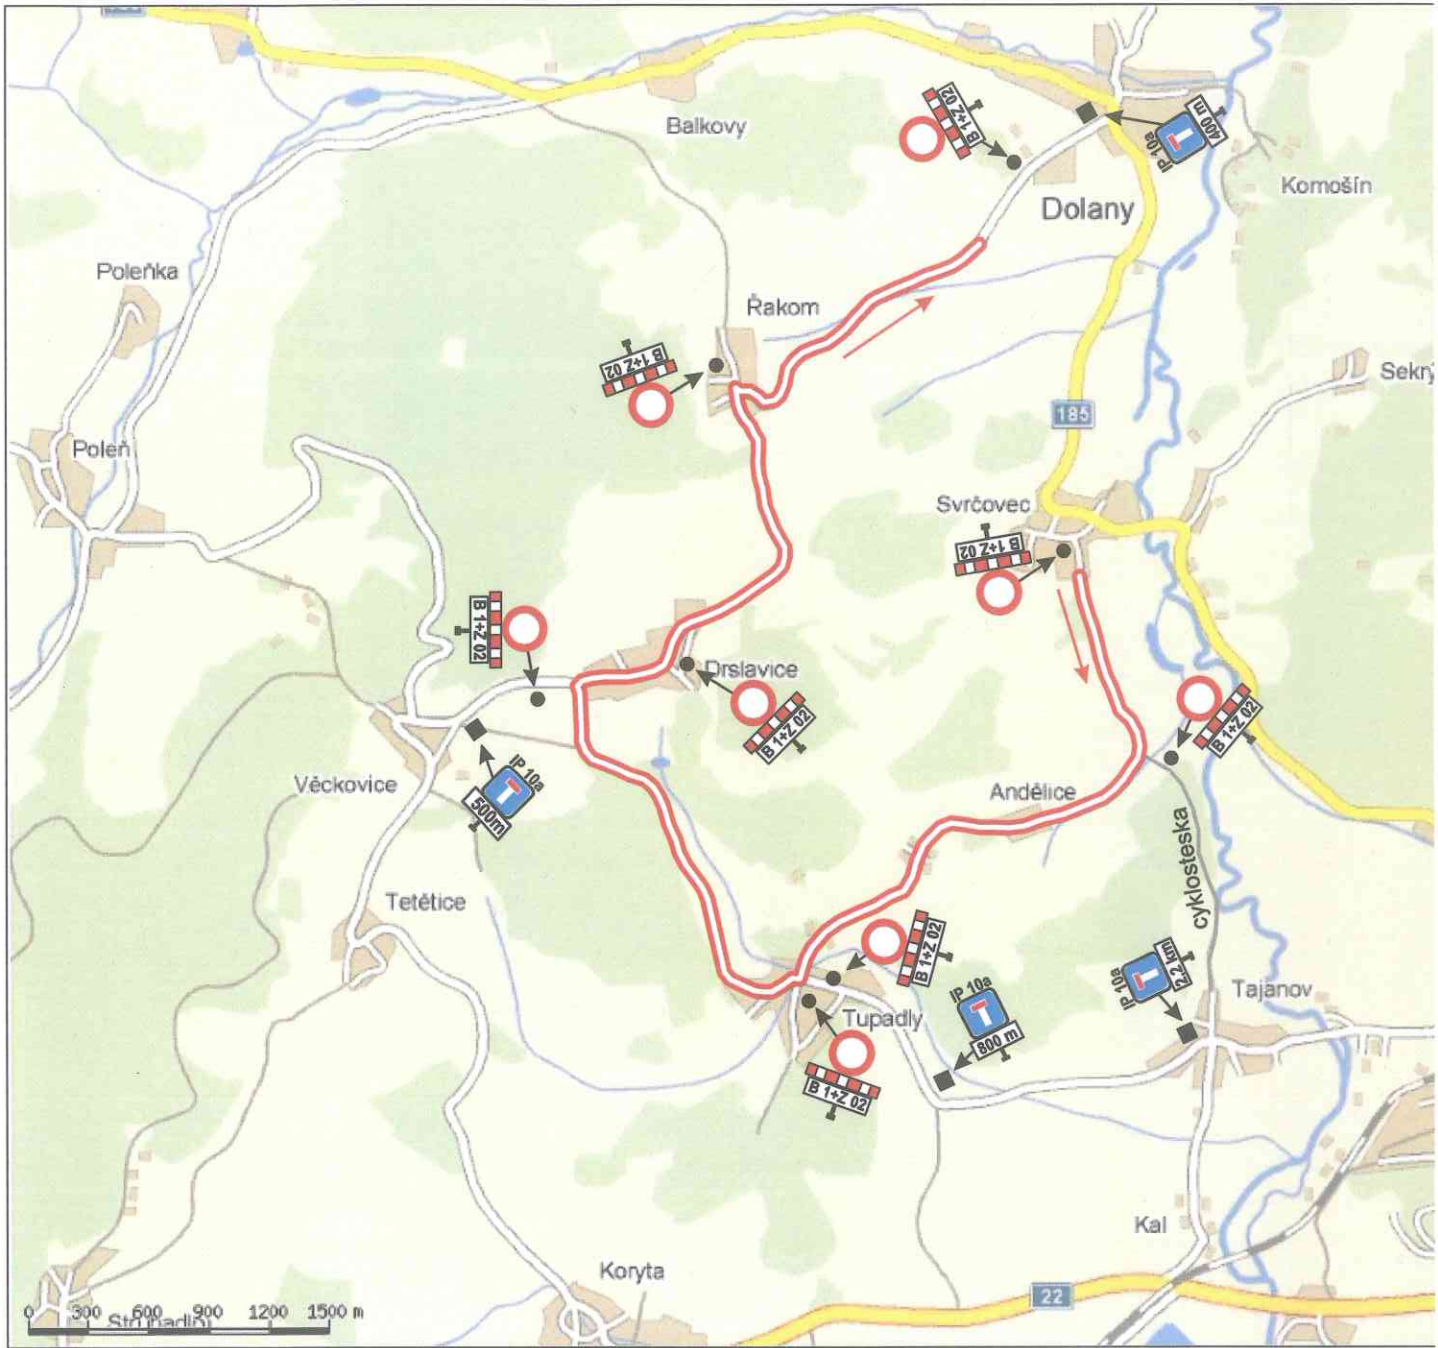 Balkovy
B 1+Z 02
400 m
IP 10a
Komošín
Dolany
Poleňka
Řakom
B 1+Z 02
Sekrý
185
Poleň
Svrčovec
B 1+Z 02
B 1+Z 02
Drslavice
B 1+Z 02
B 1+Z 02
IP 10a
500m
Věckovice
Andělice
cyklosteska
Tetětice
B 1+Z 02
IP 10a
2,2 km
Tajanov
IP 10a
800 m
Tupadly
B 1+Z 02
Kal
Koryta
22
0 300 600 900 1200 1500 m